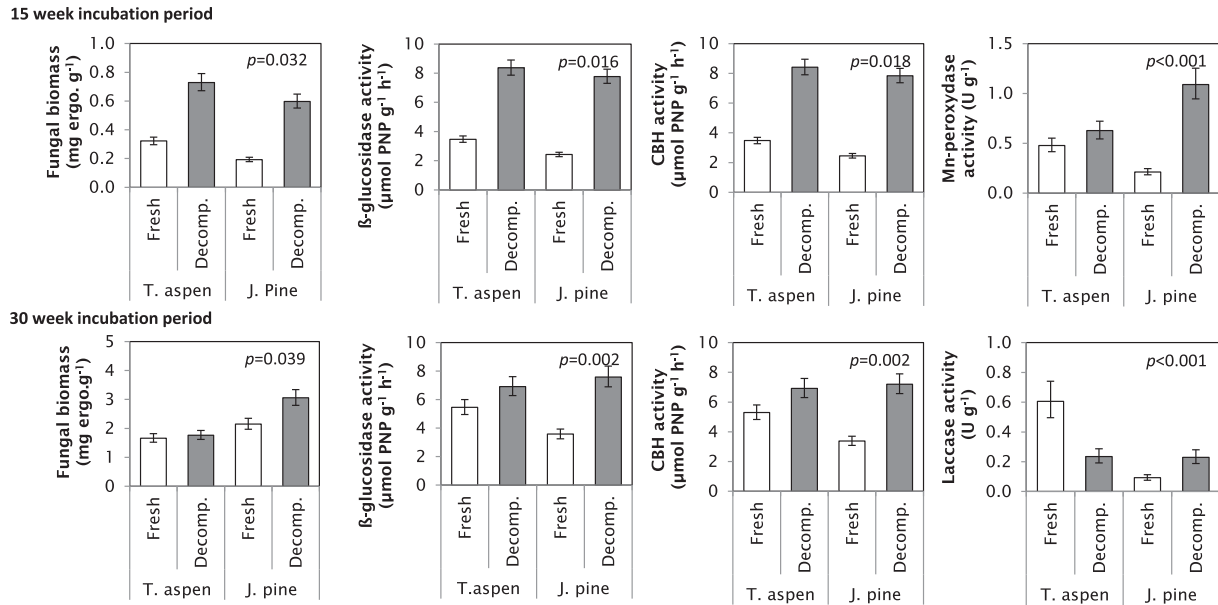 15 week incubation period
Fungal biomass
(mg ergo. g-1)
1.0
0.8
0.6
0.4
0.2
0.0
p=0.032
Fresh
Decomp.
Fresh
Decomp.
T. aspen
J. Pine
ß-glucosidase activity
(µmol PNP g-1 h-1)
10
8
6
4
2
0
p=0.016
Fresh
Decomp.
Fresh
Decomp.
T. aspen
J. pine
CBH activity
(µmol PNP g-1 h-1)
10
8
6
4
2
0
p=0.018
Fresh
Decomp.
Fresh
Decomp.
T. aspen
J. pine
Mn-peroxydase
activity (U g-1)
1.5
1.0
0.5
0.0
p<0.001
Fresh
Decomp.
Fresh
Decomp.
T. aspen
J. pine
30 week incubation period
Fungal biomass
(mg ergo.g-1)
5
4
3
2
1
0
p=0.039
Fresh
Decomp.
Fresh
Decomp.
T. aspen
J. pine
ß-glucosidase activity
(µmol PNP g-1 h-1)
10
8
6
4
2
0
p=0.002
Fresh
Decomp.
Fresh
Decomp.
T.aspen
J. pine
CBH activity
(µmol PNP g-1 h-1)
10
8
6
4
2
0
p=0.002
Fresh
Decomp.
Fresh
Decomp.
T. aspen
J. pine
Laccase activity
(U g-1)
1.0
0.8
0.6
0.4
0.2
0.0
p<0.001
Fresh
Decomp.
Fresh
Decomp.
T. aspen
J. pine